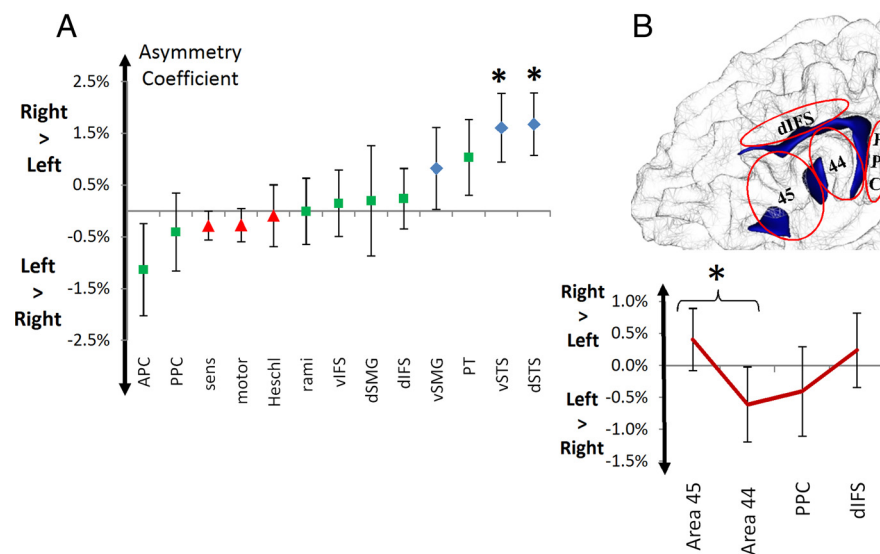 A
Asymmetry
Coefficient
2.5%
Right
>
Left
1.5%
0.5%
-0.5%
Left
>
Right
-1.5%
-2.5%
APC
PPC
sens
motor
Heschl
rami
vIFS
dSMG
dIFS
vSMG
PT
vSTS
dSTS
*
*
B
dIFS
44
45
P
C
*
Right
>
Left
1.0%
0.5%
0.0%
Left
>
Right
-0.5%
-1.0%
-1.5%
Area 45
Area 44
PPC
dIFS